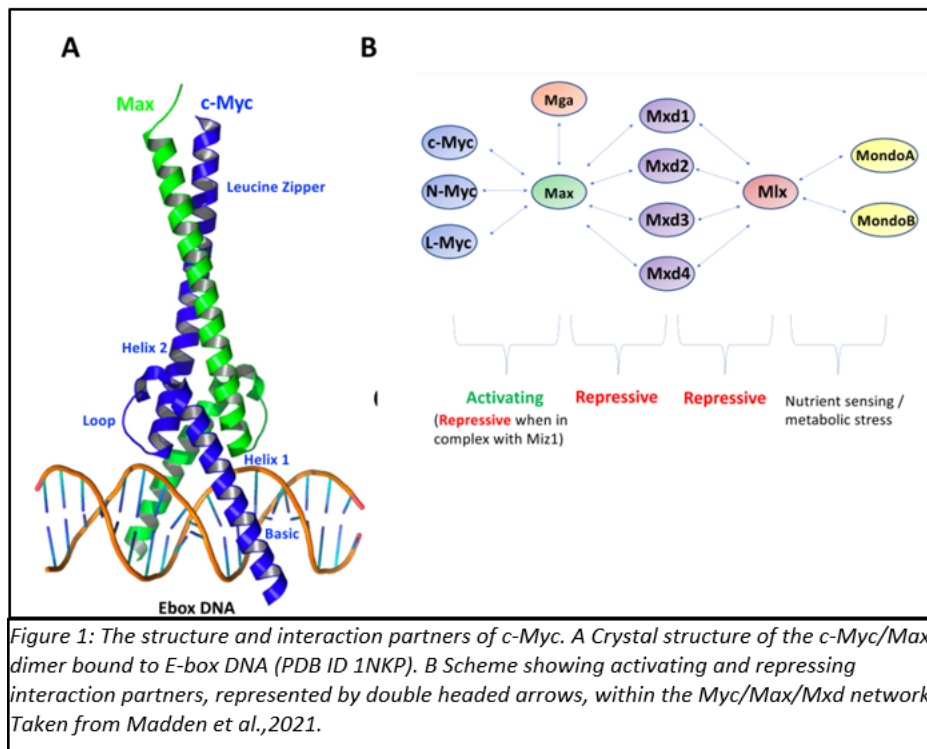 A
Max
c-Myc
Leucine Zipper
Helix 2
Loop
Helix 1
Basic
Ebox DNA
B
Mga
c-Myc
N-Myc
L-Myc
Max
Mxd1
Mxd2
Mxd3
Mxd4
Mlx
MondoA
MondoB
Activating
(Repressive when in
complex with Miz1)
Repressive
Repressive
Nutrient sensing /
metabolic stress
Figure 1: The structure and interaction partners of c-Myc. A Crystal structure of the c-Myc/Max
dimer bound to E-box DNA (PDB ID 1NKP). B Scheme showing activating and repressing
interaction partners, represented by double headed arrows, within the Myc/Max/Mxd network
Taken from Madden et al.,2021.